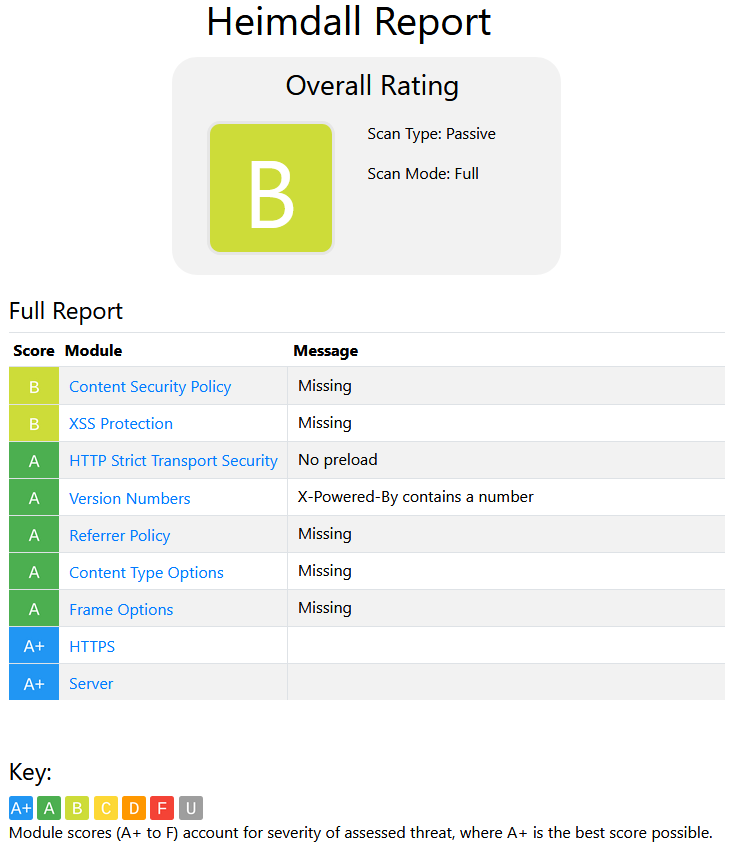 Heimdall Report
Overall Rating
B
Scan Type: Passive
Scan Mode: Full
Full Report
Score Module Message
B Content Security Policy Missing
B XSS Protection Missing
A HTTP Strict Transport Security No preload
A Version Numbers X-Powered-By contains a number
A Referrer Policy Missing
A Content Type Options Missing
A Frame Options Missing
A+ HTTPS
A+ Server
Key:
A+ A B C D F U
Module scores (A+ to F) account for severity of assessed threat, where A+ is the best score possible.